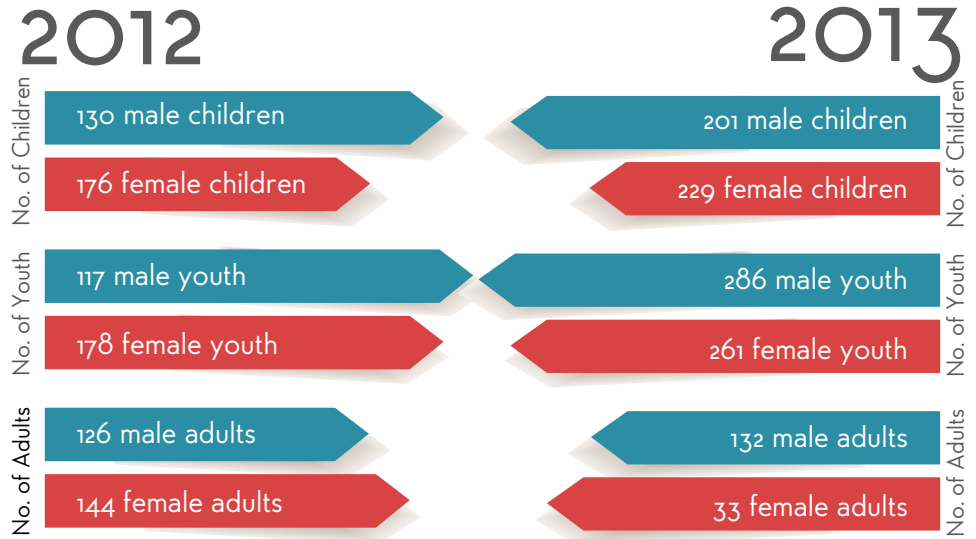 2012
2013
No. of Children
130 male children
176 female children
201 male children
229 female children
No. of Children
No. of Youth
117 male youth
178 female youth
286 male youth
261 female youth
No. of Youth
No. of Adults
126 male adults
144 female adults
132 male adults
33 female adults
No. of Adults